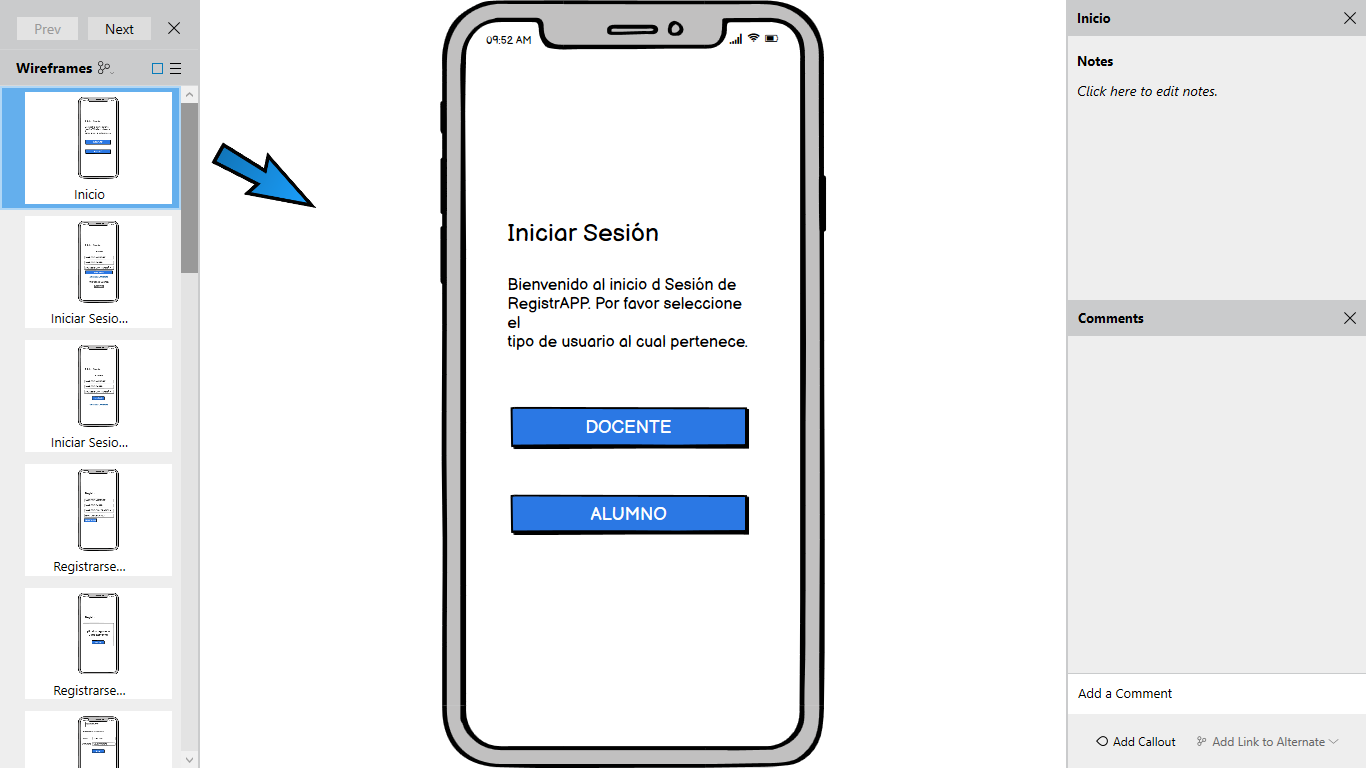 Prev
Next
Wireframes
Inicio
Iniciar Sesio...
Iniciar Sesio...
Registrarse...
Registrarse...
09:52 AM
Iniciar Sesión
Bienvenido al inicio d Sesión de
RegistrAPP. Por favor seleccione
el
tipo de usuario al cual pertenece.
DOCENTE
ALUMNO
Inicio
Notes
Click here to edit notes.
Comments
Add a Comment
Add Callout
Add Link to Alternate